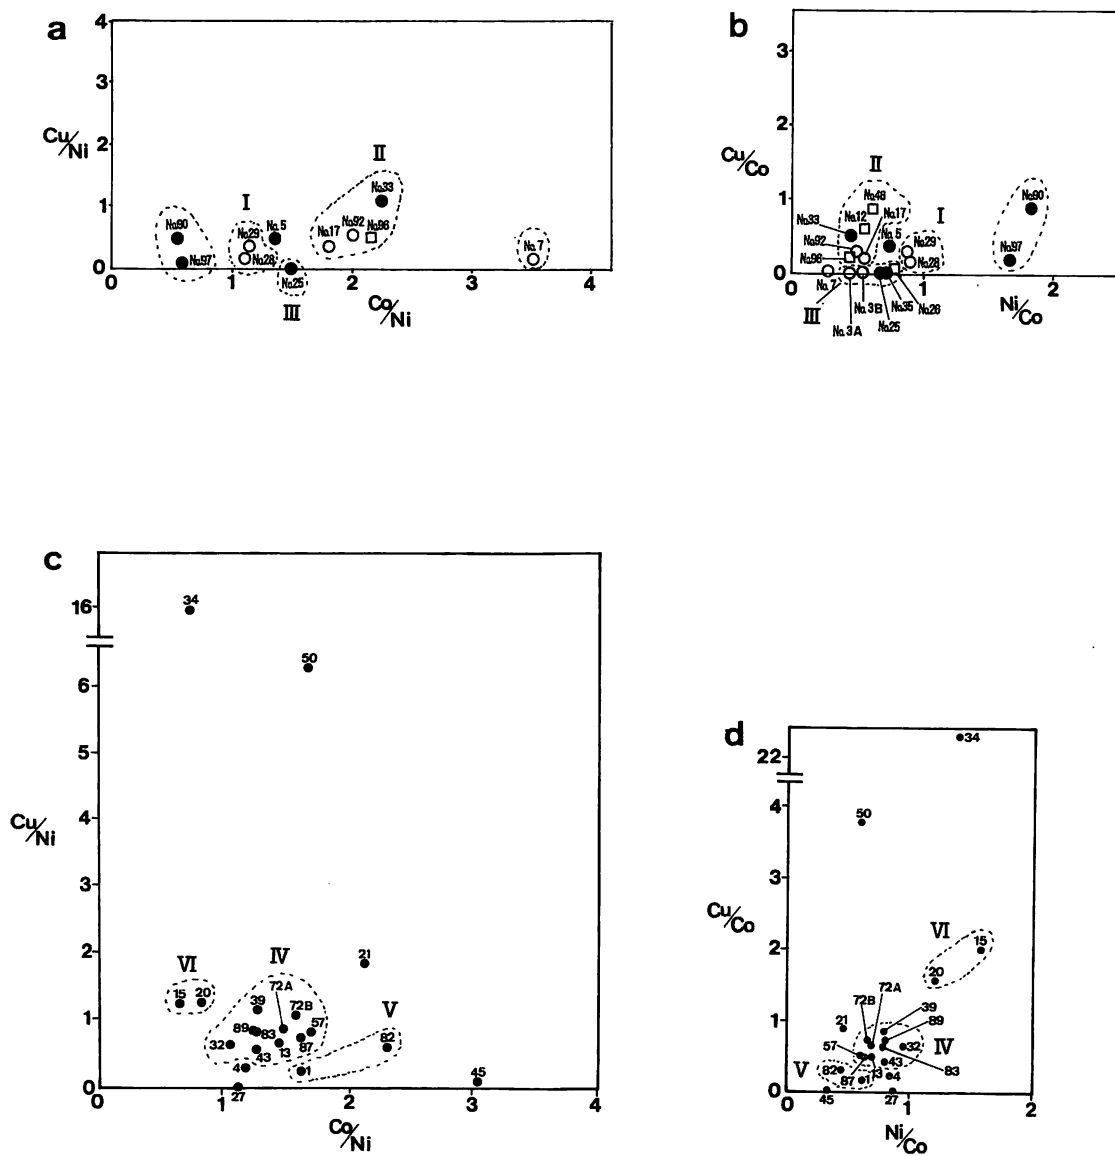 a
4
3
2
1
0
0
1
2
3
4
Cu/Ni
Co/Ni
I
II
III
No.90
No.97
No.29
No.28
No.5
No.25
No.17
No.92
No.96
No.33
No.7
b
3
2
1
0
0
1
2
Cu/Co
Ni/Co
II
I
III
No.48
No.12
No.17
No.33
No.5
No.29
No.92
No.96
No.28
No.7
No.3A
No.3B
No.25
No.35
No.26
No.90
No.97
c
16
6
5
4
3
2
1
0
0
1
2
3
4
Cu/Ni
Co/Ni
34
50
21
VI
15
20
IV
72A
39
72B
57
89
83
32
43
13
87
V
82
4
1
27
45
d
22
4
3
2
1
0
0
1
2
Cu/Co
Ni/Co
34
50
VI
15
20
72A
72B
39
21
89
57
32
IV
V
82
87
1
13
43
4
83
45
27